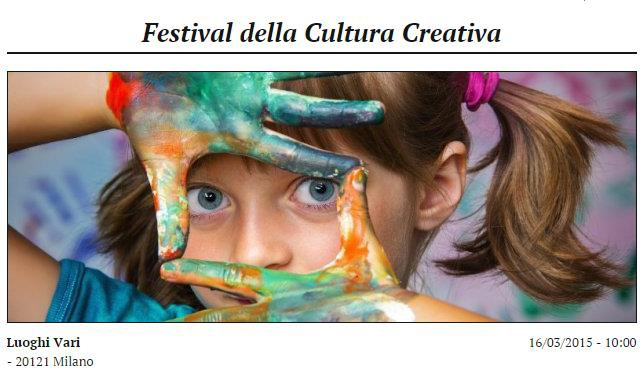 Festival della Cultura Creativa
Luoghi Vari
16/03/2015 - 10:00
- 20121 Milano